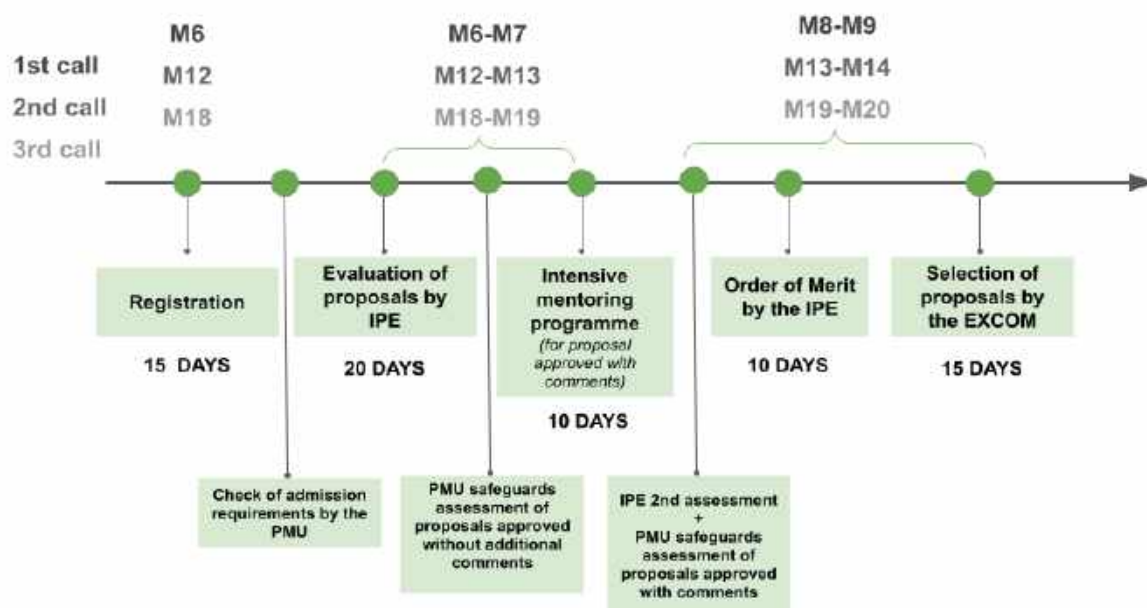 M6
M6-M7
M8-M9
1st call
M12
M12-M13
M13-M14
2nd call
M18
M18-M19
M19-M20
3rd call
Registration
15 DAYS
Evaluation of
proposals by
IPE
20 DAYS
Intensive
mentoring
programme
(for proposal
approved with
comments)
10 DAYS
Order of Merit
by the IPE
10 DAYS
Selection of
proposals by
the EXCOM
15 DAYS
Check of admission
requirements by the
PMU
PMU safeguards
assessment of
proposals approved
without additional
comments
IPE 2nd assessment
+
PMU safeguards
assessment of
proposals approved
with comments